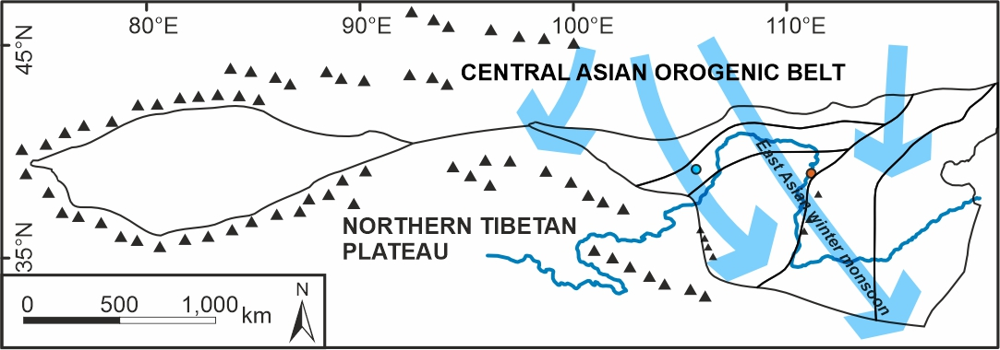 80°E 90°E 100°E 110°E
45°N
CENTRAL ASIAN OROGENIC BELT
East Asian winter monsoon
NORTHERN TIBETAN
PLATEAU
35°N
0 500 1,000 km
N